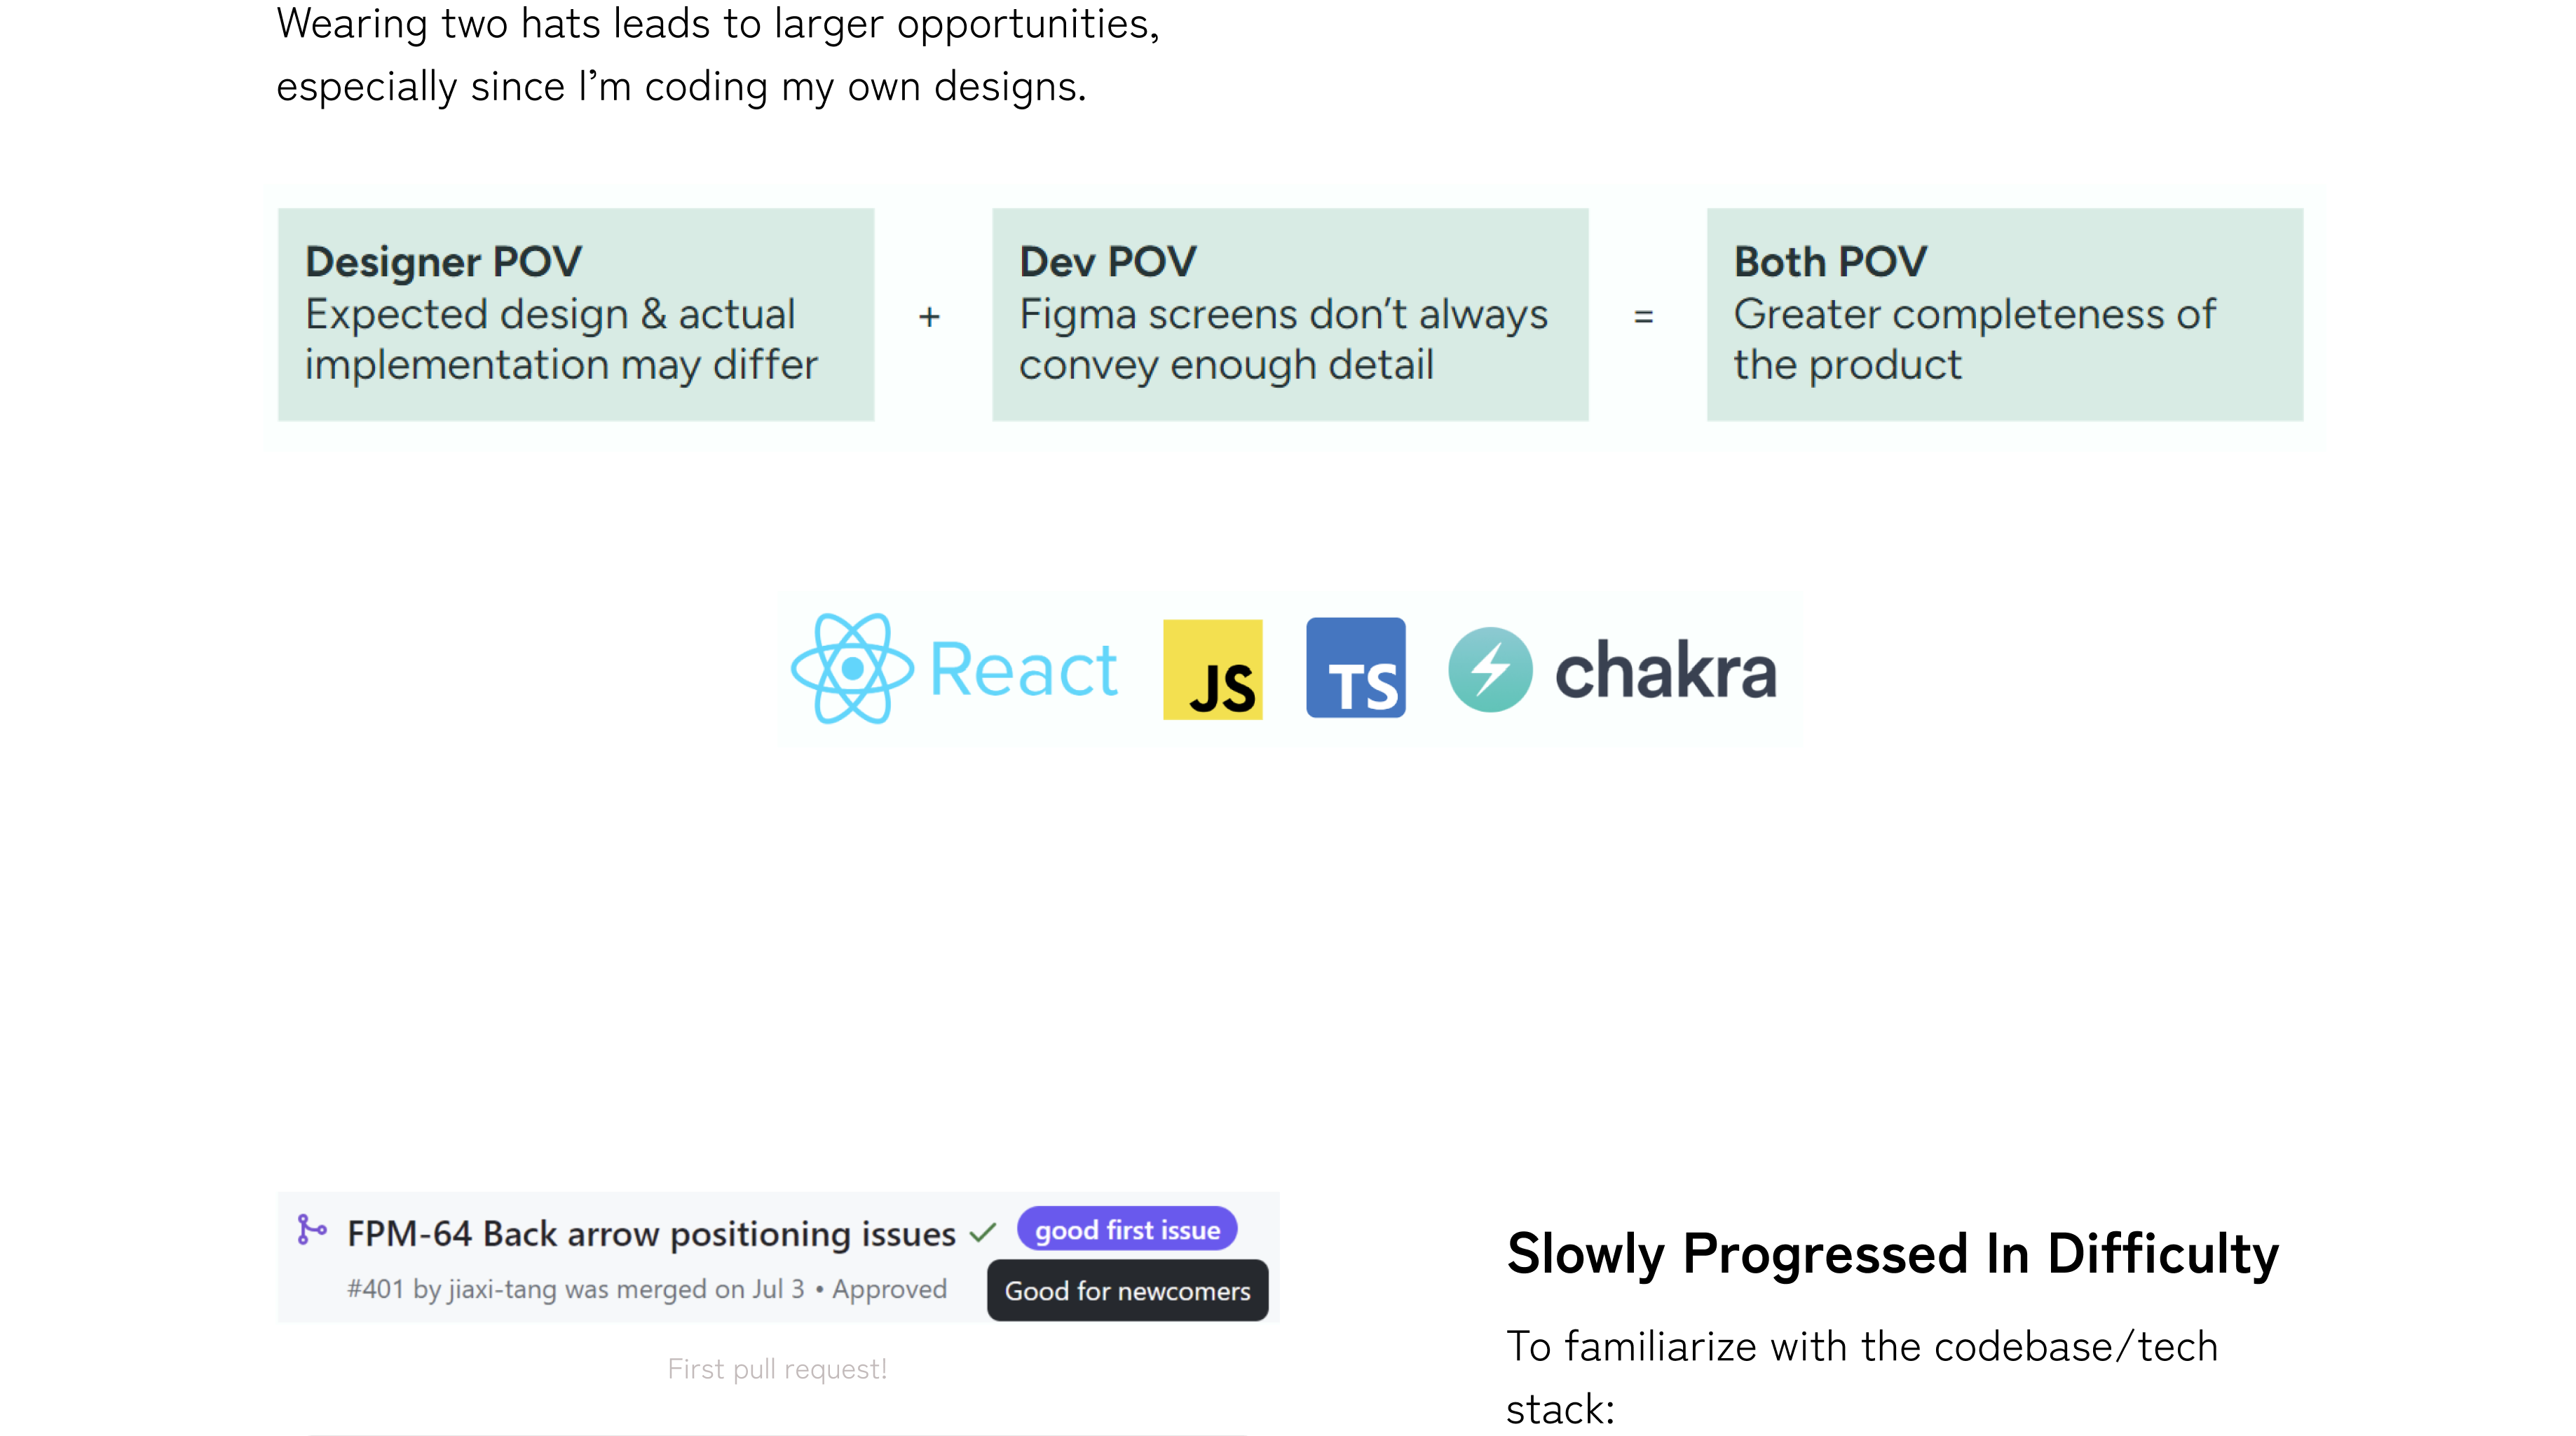 Wearing two hats leads to larger opportunities,
especially since I’m coding my own designs.
Designer POV
Expected design & actual
implementation may differ
+
Dev POV
Figma screens don’t always
convey enough detail
=
Both POV
Greater completeness of
the product
React
JS
TS
chakra
FPM-64 Back arrow positioning issues
good first issue
#401 by jiaxi-tang was merged on Jul 3 • Approved
Good for newcomers
First pull request!
Slowly Progressed In Difficulty
To familiarize with the codebase/tech
stack: